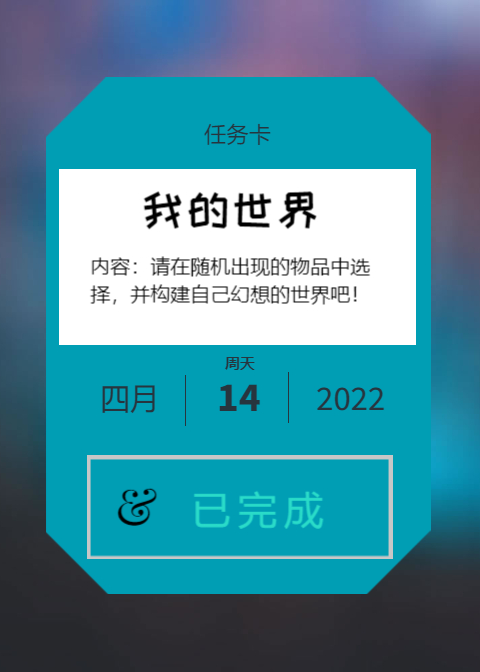 任务卡
我的世界
内容：请在随机出现的物品中选
择，并构建自己幻想的世界吧！
周天
四月 14 2022
& 已完成